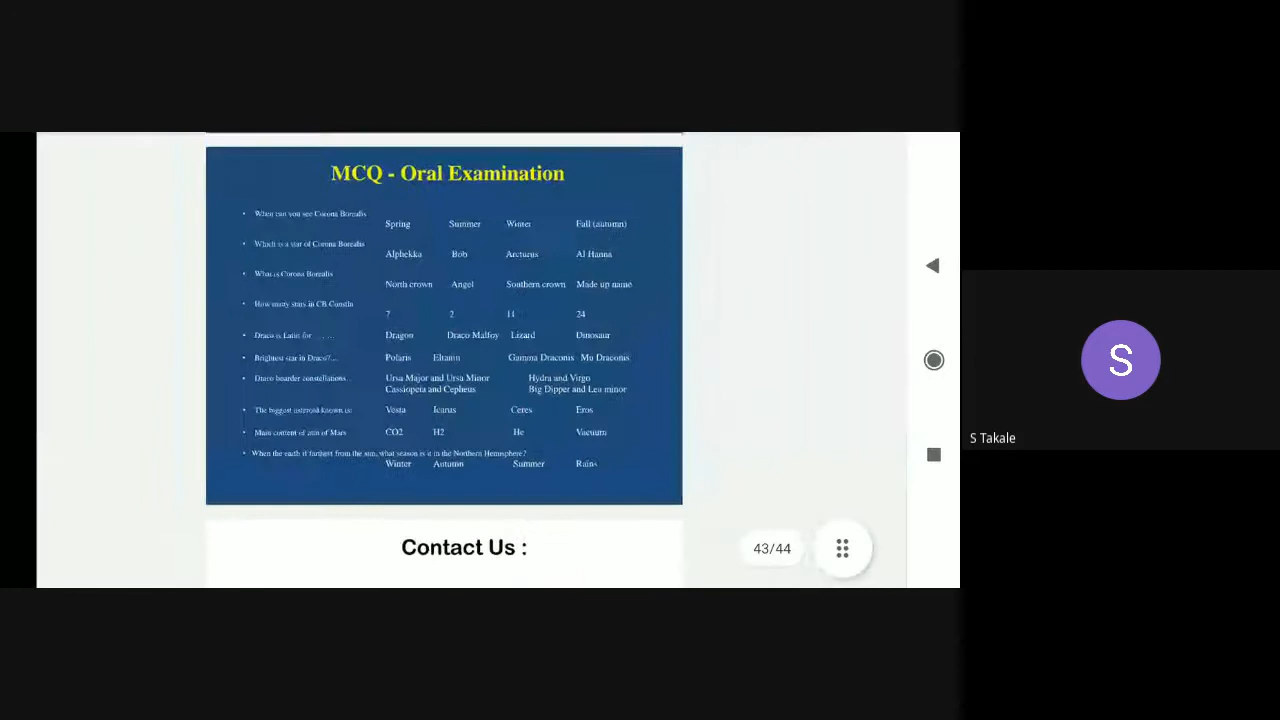 MCQ - Oral Examination
• When can you see Corona Borealis
Spring Summer Winter Fall (autumn)
• Which is a star of Corona Borealis
Alphekka Bob Arcturus Al Hanna
• What is Corona Borealis
North crown Angel Southern crown Made up name
• How many stars in CB Constln
7 2 11 24
• Draco is Latin for ……
Dragon Draco Malfoy Lizard Dinosaur
• Brightest star in Draco?...
Polaris Eltanin Gamma Draconis Mu Draconis
• Draco boarder constellations..
Ursa Major and Ursa Minor Hydra and Virgo
Cassiopeia and Cepheus Big Dipper and Leo minor
• The biggest asteroid known is:
Vesta Icarus Ceres Eros
• Main content of atm of Mars
CO2 H2 He Vacuum
• When the earth if farthest from the sun, what season is it in the Northern Hemisphere?
Winter Autumn Summer Rains
Contact Us :
43/44
S
S Takale